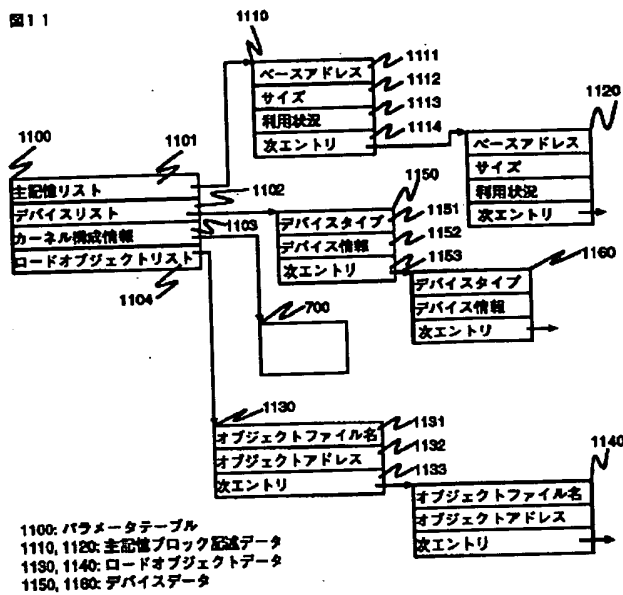 図11
1110
1111
ベースアドレス
1112
サイズ
1113
利用状況
1114
次エントリ
1120
ベースアドレス
サイズ
利用状況
次エントリ
1100
1101
主記憶リスト
1102
デバイスリスト
1103
カーネル構成情報
ロードオブジェクトリスト
1104
1150
デバイスタイプ
1151
デバイス情報
1152
次エントリ
1153
1160
デバイスタイプ
デバイス情報
次エントリ
700
1130
1131
オブジェクトファイル名
1132
オブジェクトアドレス
1133
次エントリ
1140
オブジェクトファイル名
オブジェクトアドレス
次エントリ
1100: パラメータテーブル
1110, 1120: 主記憶ブロック記述データ
1130, 1140: ロードオブジェクトデータ
1150, 1160: デバイスデータ